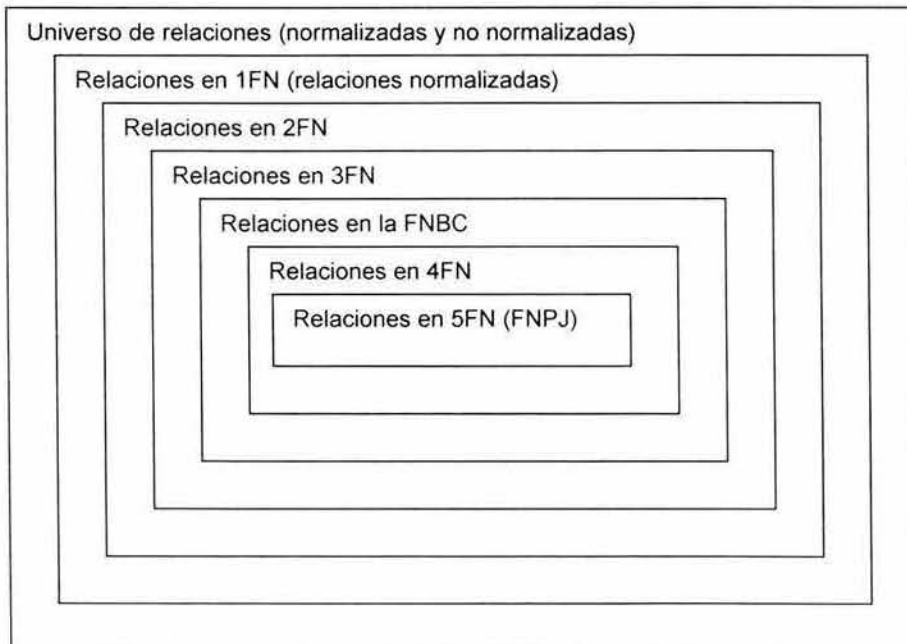 Universo de relaciones (normalizadas y no normalizadas)
Relaciones en 1FN (relaciones normalizadas)
Relaciones en 2FN
Relaciones en 3FN
Relaciones en la FNBC
Relaciones en 4FN
Relaciones en 5FN (FNPJ)